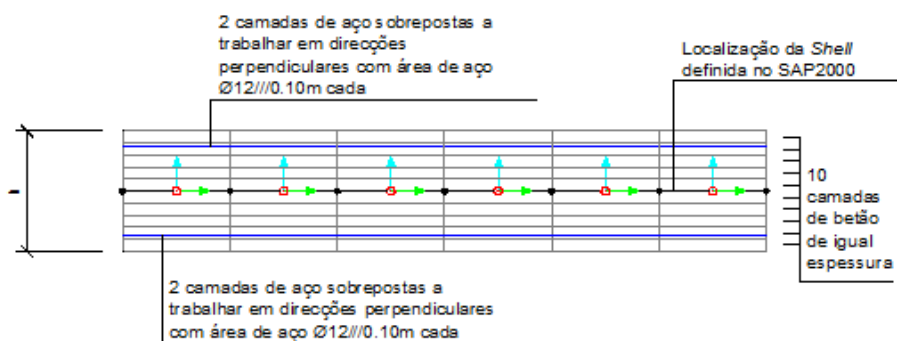 2 camadas de aço sobrepostas a
trabalhar em direcções
perpendiculares com área de aço
Ø12///0.10m cada
Localização da Shell
definida no SAP2000
10
camadas
de betão
de igual
espessura
2 camadas de aço sobrepostas a
trabalhar em direcções perpendiculares
com área de aço Ø12///0.10m cada